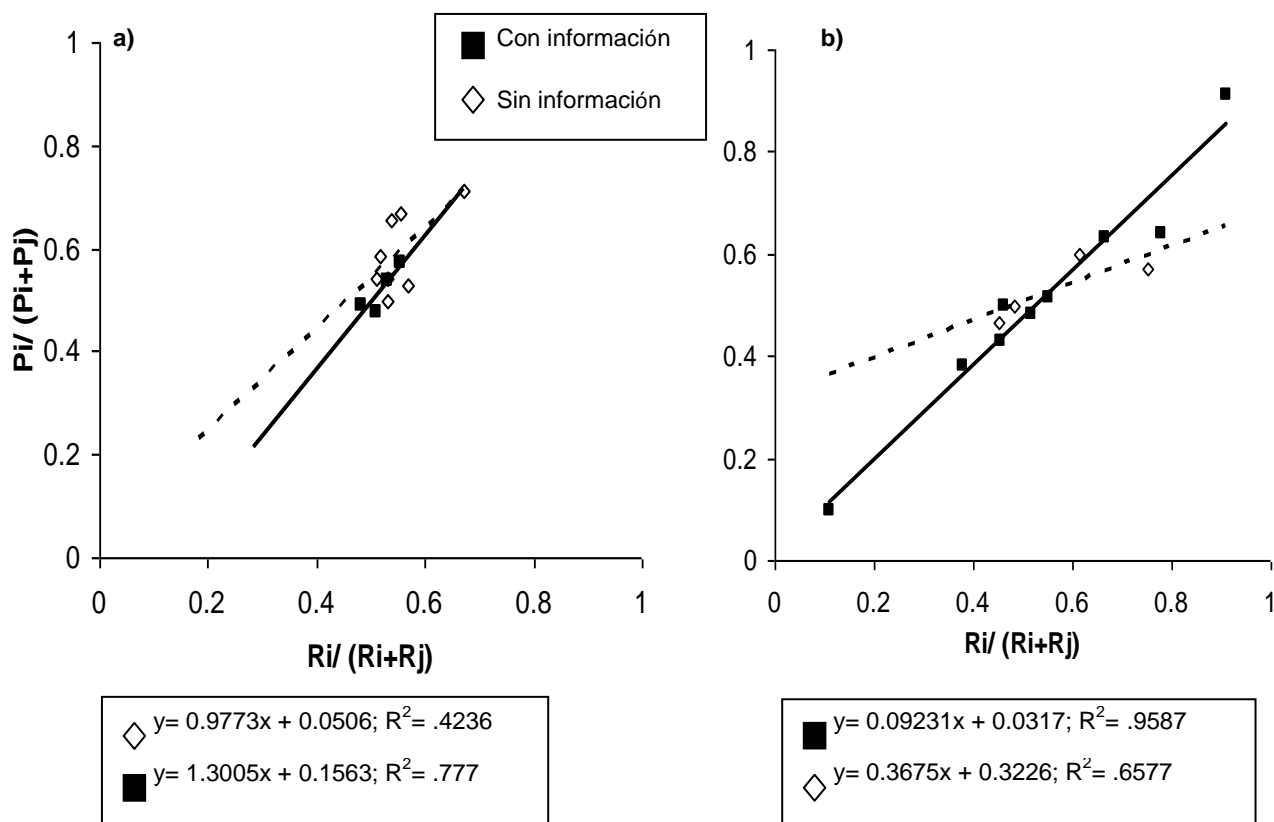 a)
Con información
Sin información
1
0.8
0.6
0.4
0.2
0
0 0.2 0.4 0.6 0.8 1
Pi/ (Pi+Pj)
Ri/ (Ri+Rj)
y= 0.9773x + 0.0506; R²= .4236
y= 1.3005x + 0.1563; R²= .777
b)
1
0.8
0.6
0.4
0.2
0
0 0.2 0.4 0.6 0.8 1
Ri/ (Ri+Rj)
y= 0.09231x + 0.0317; R²= .9587
y= 0.3675x + 0.3226; R²= .6577